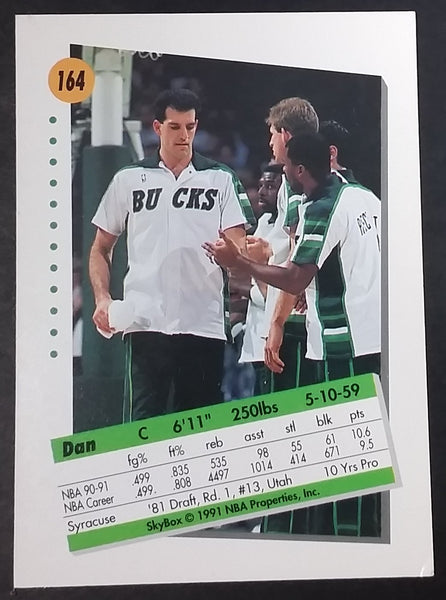 164
BUCKS
Dan C 6'11" 250lbs 5-10-59
fg% ft% reb asst stl blk pts
NBA 90-91 .499 .835 535 98 55 61 10.6
NBA Career .499. .808 4497 1014 414 671 9.5
Syracuse '81 Draft, Rd. 1, #13, Utah 10 Yrs Pro
SkyBox © 1991 NBA Properties, Inc.